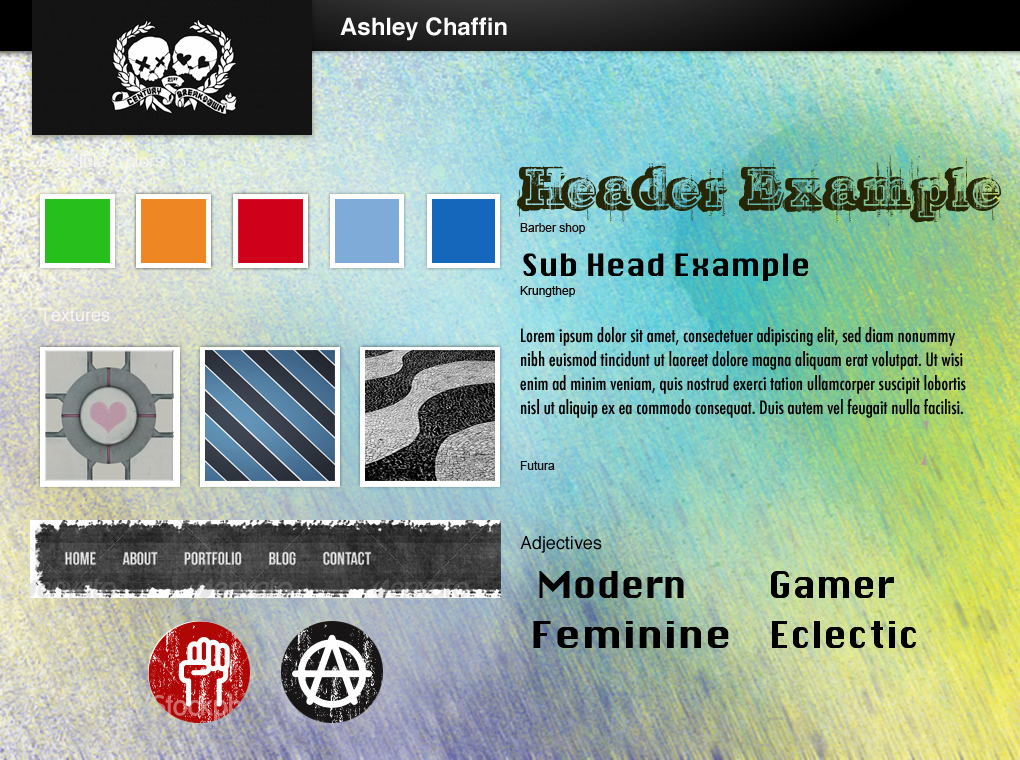 Ashley Chaffin
21ST
CENTURY BREAKDOWN
Header Example
Barber shop
Sub Head Example
Krungthep
Textures
Lorem ipsum dolor sit amet, consectetuer adipiscing elit, sed diam nonummy
nibh euismod tincidunt ut laoreet dolore magna aliquam erat volutpat. Ut wisi
enim ad minim veniam, quis nostrud exerci tation ullamcorper suscipit lobortis
nisl ut aliquip ex ea commodo consequat. Duis autem vel feugait nulla facilisi.
Futura
HOME ABOUT PORTFOLIO BLOG CONTACT
Adjectives
Modern Gamer
Feminine Eclectic